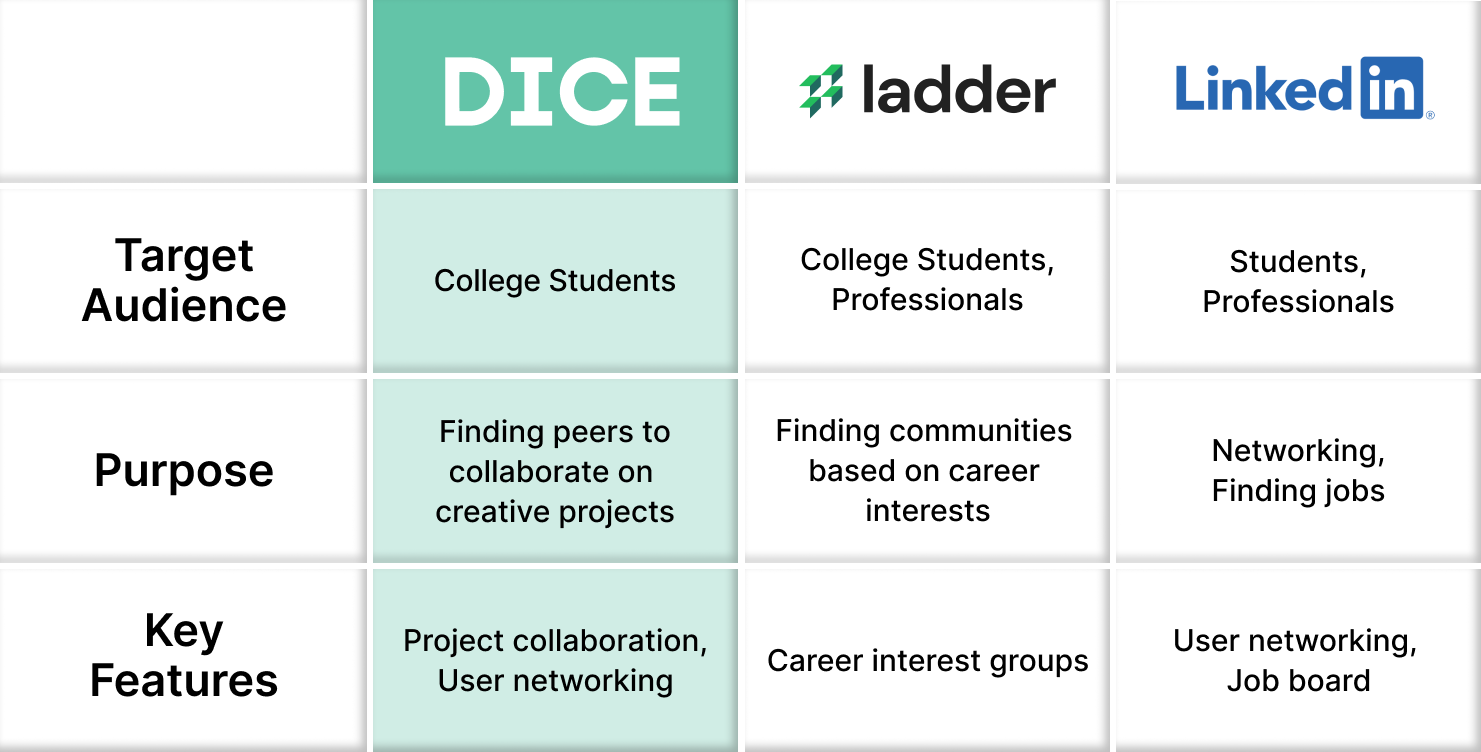 DICE
ladder
Linked in ®
Target
Audience
College Students
College Students,
Professionals
Students,
Professionals
Purpose
Finding peers to
collaborate on
creative projects
Finding communities
based on career
interests
Networking,
Finding jobs
Key
Features
Project collaboration,
User networking
Career interest groups
User networking,
Job board